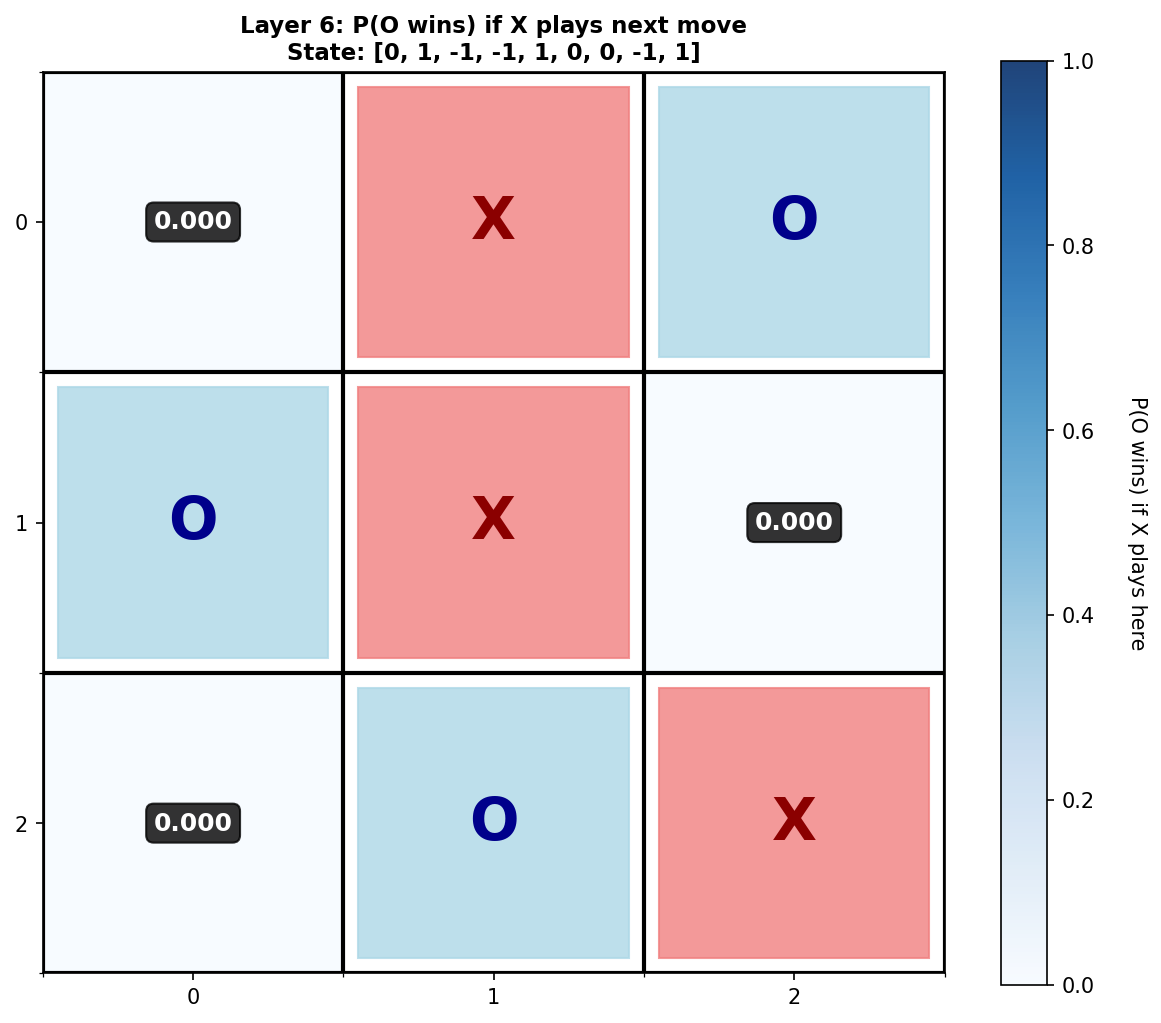 Layer 6: P(O wins) if X plays next move
State: [0, 1, -1, -1, 1, 0, 0, -1, 1]
0
0.000
X
O
1
O
X
0.000
2
0.000
O
X
0
1
2
1.0
0.8
0.6
0.4
0.2
0.0
P(O wins) if X plays here